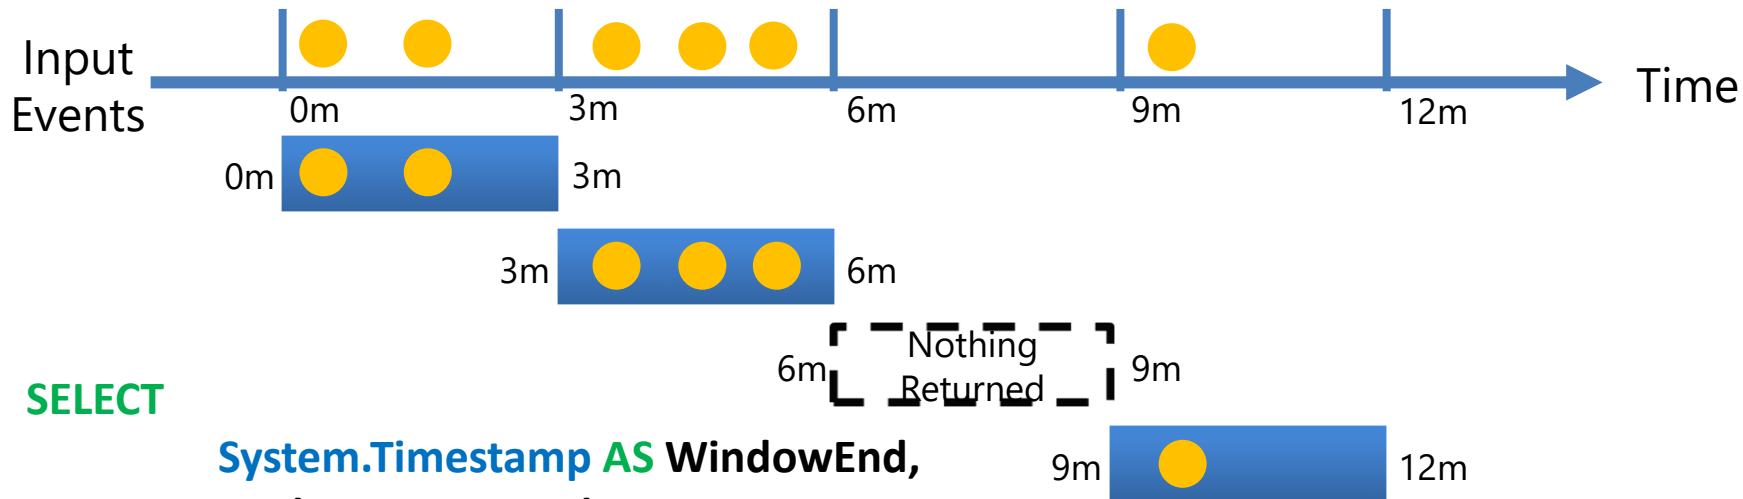 Input
Events
Time
0m
3m
6m
9m
12m
0m
3m
3m
6m
6m
Nothing
Returned
9m
SELECT
System.Timestamp AS WindowEnd,
9m
12m